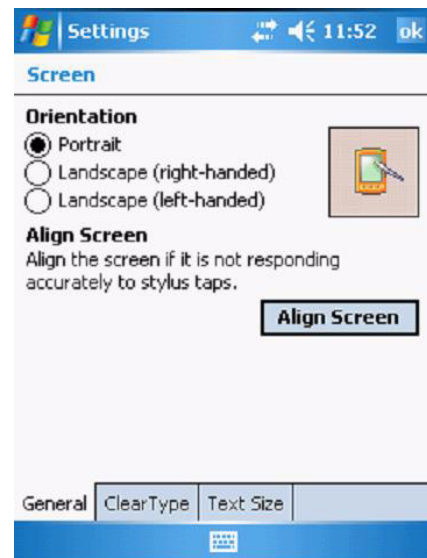 Settings 11:52 ok
Screen
Orientation
Portrait
Landscape (right-handed)
Landscape (left-handed)
Align Screen
Align the screen if it is not responding
accurately to stylus taps.
Align Screen
General ClearType Text Size